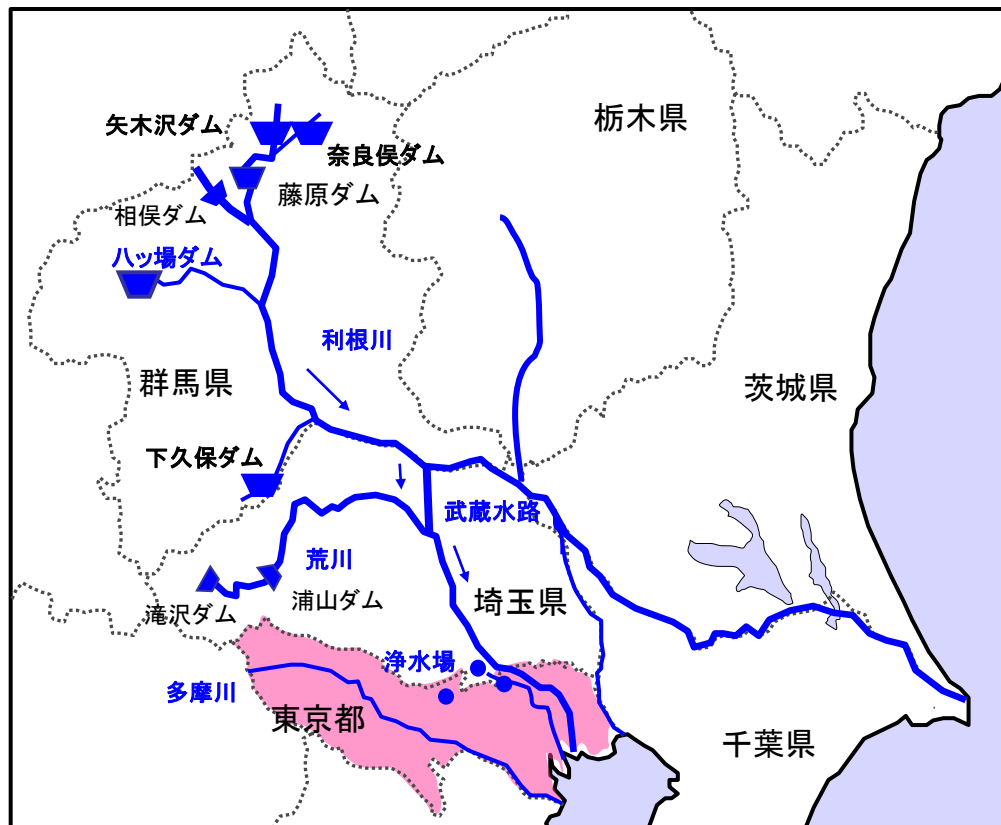 栃木県
矢木沢ダム
奈良俣ダム
藤原ダム
相俣ダム
八ッ場ダム
利根川
群馬県
茨城県
下久保ダム
武蔵水路
荒川
埼玉県
滝沢ダム
浦山ダム
浄水場
多摩川
東京都
千葉県